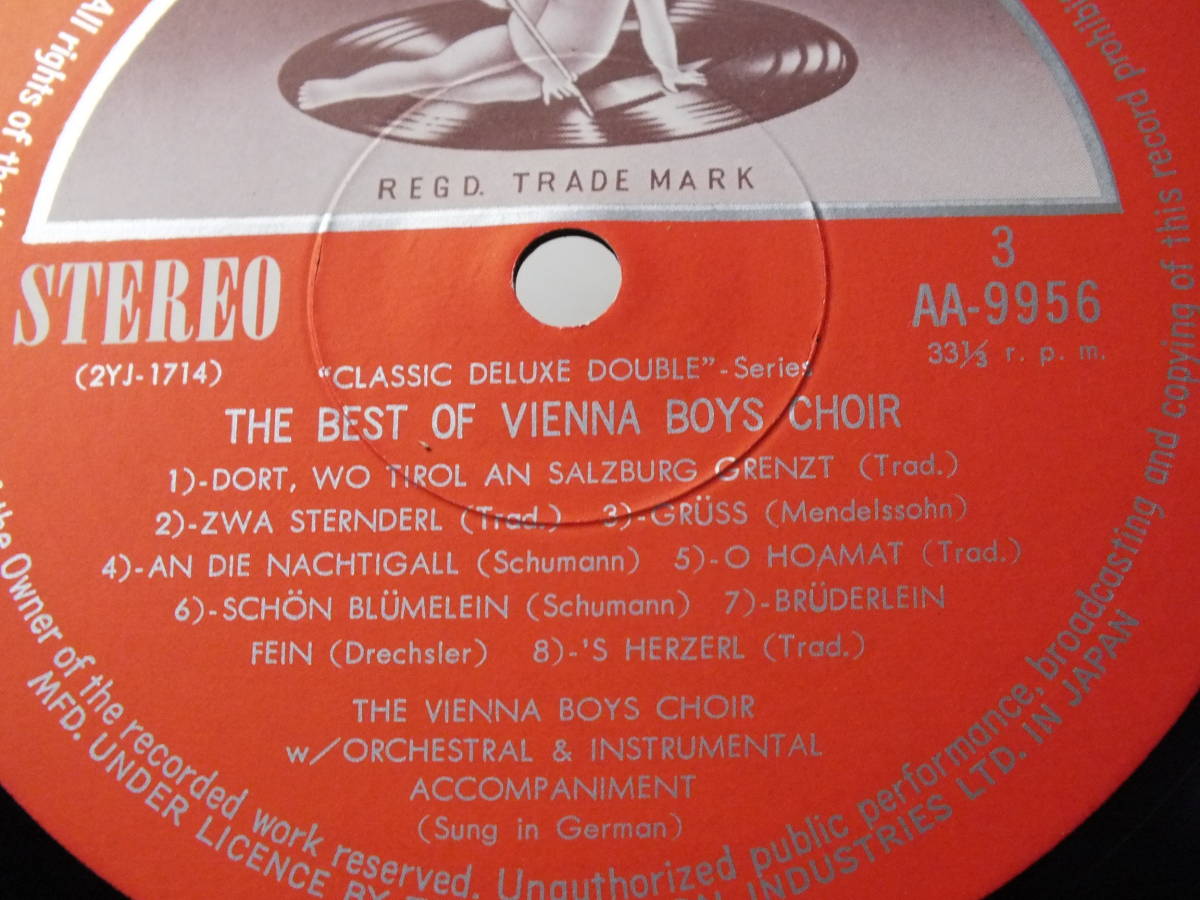 REGD. TRADE MARK
STEREO
(2YJ-1714)
3
AA-9956
33⅓ r. p. m.
"CLASSIC DELUXE DOUBLE"-Series
THE BEST OF VIENNA BOYS CHOIR
1)-DORT, WO TIROL AN SALZBURG GRENZT (Trad.)
2)-ZWA STERNDERL (Trad.) 3)-GRÜSS (Mendelssohn)
4)-AN DIE NACHTIGALL (Schumann) 5)-O HOAMAT (Trad.)
6)-SCHÖN BLÜMELEIN (Schumann) 7)-BRÜDERLEIN
FEIN (Drechsler) 8)-'S HERZERL (Trad.)
THE VIENNA BOYS CHOIR
w/ORCHESTRAL & INSTRUMENTAL
ACCOMPANIMENT
(Sung in German)
All rights of the
the Owner of the recorded work reserved. Unauthorized public performance, broadcasting and copying of this record prohibi
MFD. UNDER LICENCE BY INDUSTRIES LTD. IN JAPAN